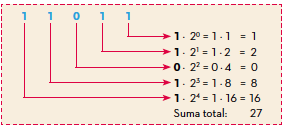 1 1 0 1 1
1 · 2⁰ = 1 · 1 = 1
1 · 2¹ = 1 · 2 = 2
0 · 2² = 0 · 4 = 0
1 · 2³ = 1 · 8 = 8
1 · 2⁴ = 1 · 16 = 16
Suma total: 27